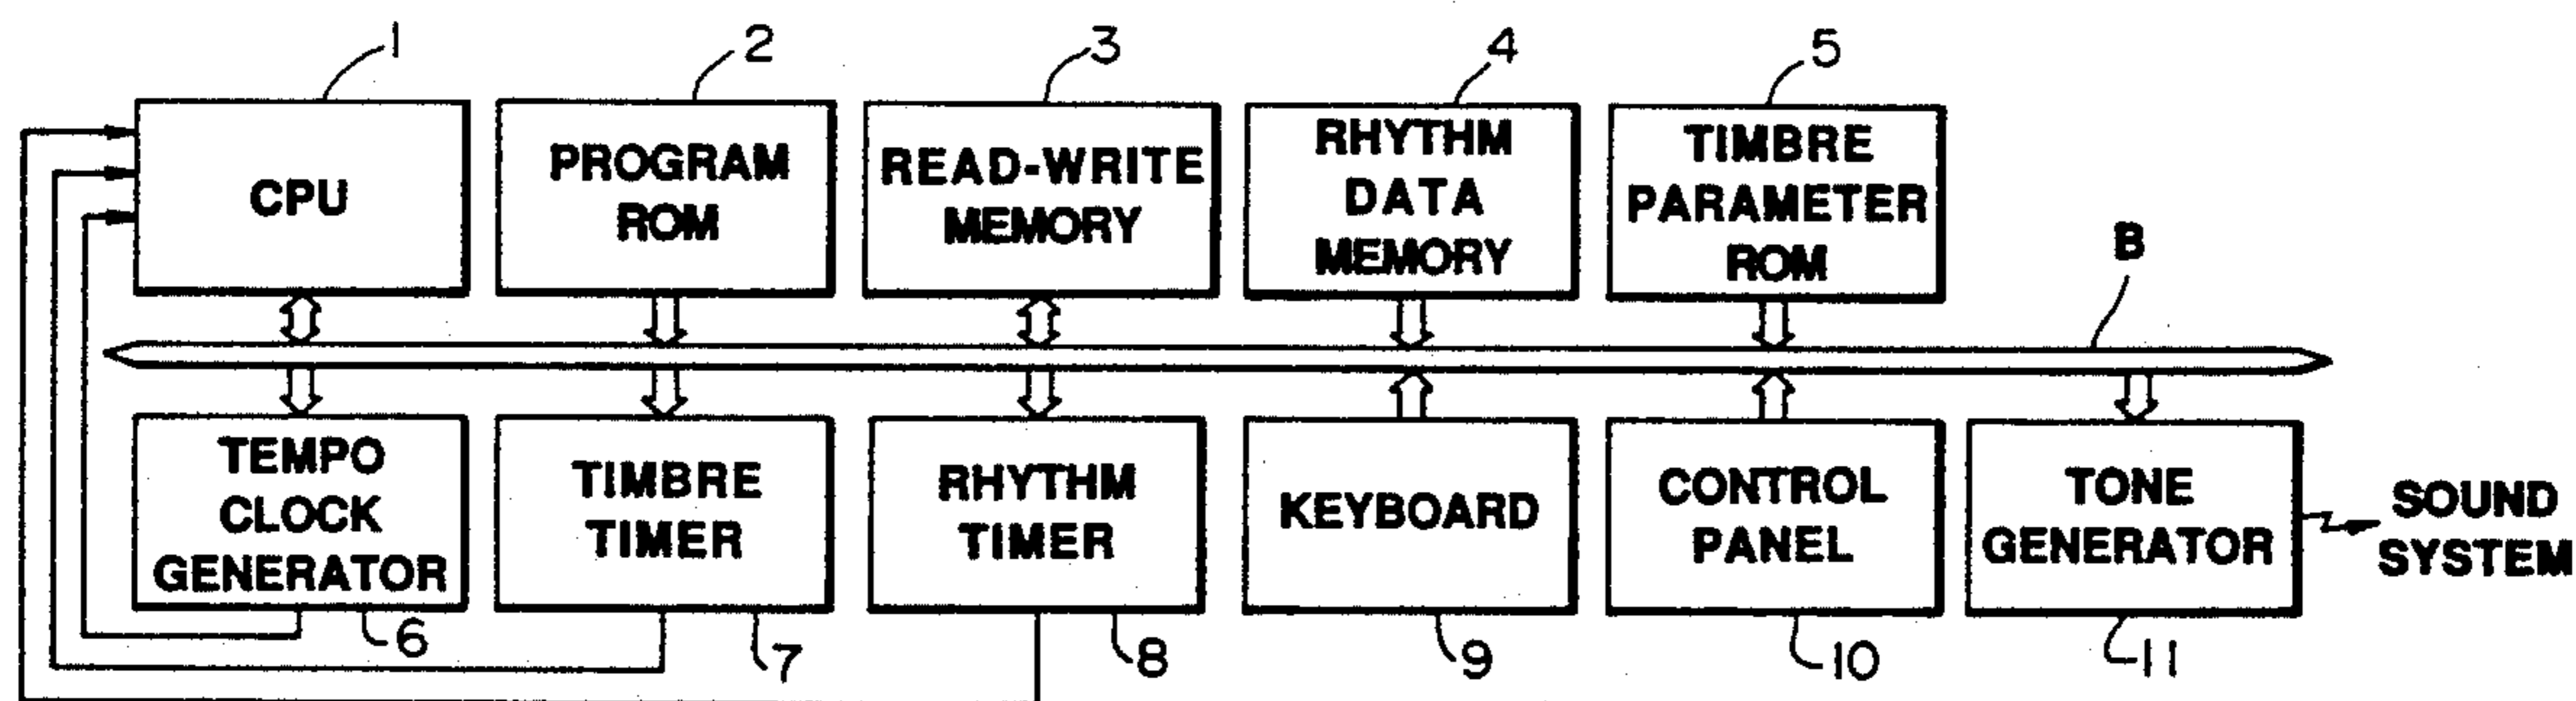 1
2
3
4
5
CPU
PROGRAM
ROM
READ-WRITE
MEMORY
RHYTHM
DATA
MEMORY
TIMBRE
PARAMETER
ROM
B
TEMPO
CLOCK
GENERATOR
TIMBRE
TIMER
RHYTHM
TIMER
KEYBOARD
CONTROL
PANEL
TONE
GENERATOR
SOUND
SYSTEM
6
7
8
9
10
11